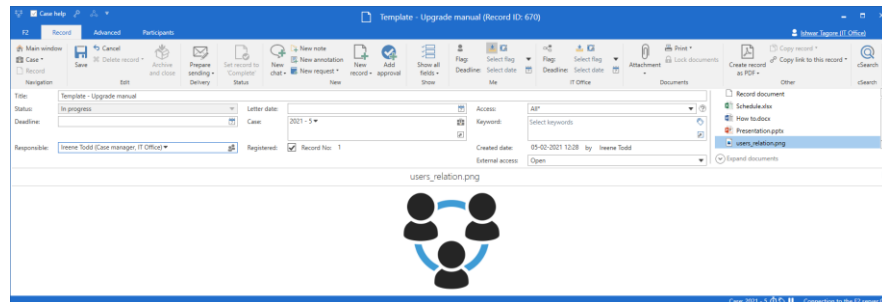 Case help
Template - Upgrade manual (Record ID: 670)
F2 Record Advanced Participants
Ishwar Tagore (IT Office)
Main window
Case
Record
Navigation
Save
Cancel
Delete record
Archive and close
Edit
Prepare sending
Delivery
Set record to 'Complete'
Status
New chat
New note
New annotation
New request
New record
Add approval
New
Show all fields
Show
Flag: Select flag
Deadline: Select date
Me
Flag: Select flag
Deadline: Select date
IT Office
Attachment
Print
Lock documents
Documents
Create record as PDF
Copy record
Copy link to this record
Other
cSearch
cSearch
Title: Template - Upgrade manual
Status: In progress
Letter date:
Access: All*
Deadline:
Case: 2021 - 5
Keyword: Select keywords
Responsible: Ireene Todd (Case manager, IT Office)
Registered: Record No: 1
Created date: 05-02-2021 12:28 by Ireene Todd
External access: Open
Record document
Schedule.xlsx
How to.docx
Presentation.pptx
users_relation.png
Expand documents
users_relation.png
Case: 2021 - 5
Connection to the F2 server